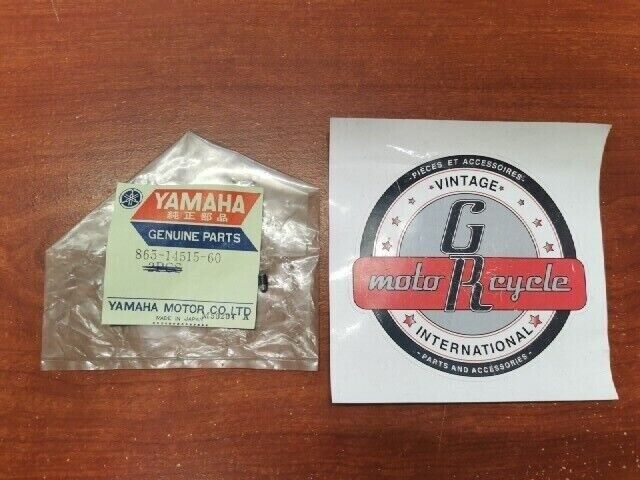 YAMAHA
純正部品
GENUINE PARTS
863-14515-60
YAMAHA MOTOR CO.,LTD
MADE IN JAPAN
PIÈCES ET ACCESSOIRES
VINTAGE
G
moto R cycle
INTERNATIONAL
PARTS AND ACCESSORIES